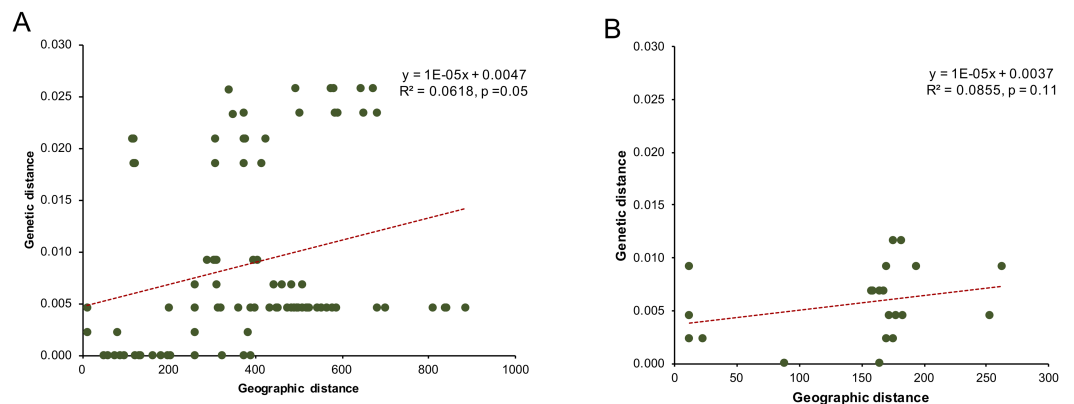 A
0.030
0.025
0.020
0.015
0.010
0.005
0.000
Genetic distance
y = 1E-05x + 0.0047
R² = 0.0618, p =0.05
0 200 400 600 800 1000
Geographic distance
B
0.030
0.025
0.020
0.015
0.010
0.005
0.000
Genetic distance
y = 1E-05x + 0.0037
R² = 0.0855, p = 0.11
0 50 100 150 200 250 300
Geographic distance